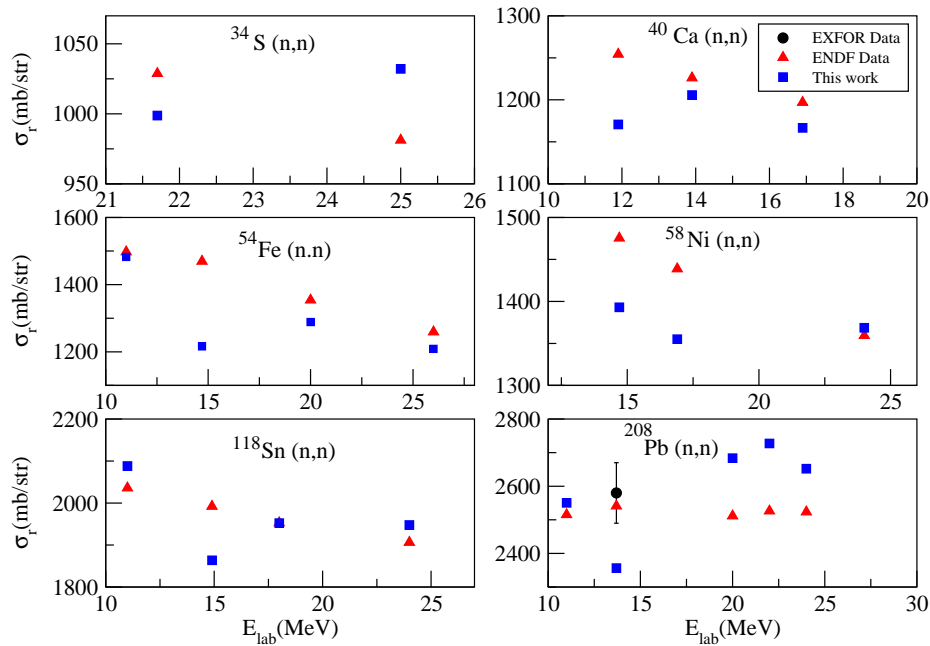 ³⁴S (n,n)
σr(mb/str)
1050
1000
950
21 22 23 24 25 26
⁴⁰Ca (n,n)
EXFOR Data
ENDF Data
This work
1300
1200
1100
10 12 14 16 18 20
⁵⁴Fe (n.n)
σr(mb/str)
1600
1400
1200
10 15 20 25
⁵⁸Ni (n,n)
1500
1400
1300
15 20 25
¹¹⁸Sn (n,n)
σr(mb/str)
2200
2000
1800
10 15 20 25
Elab(MeV)
²⁰⁸Pb (n,n)
2800
2600
2400
10 15 20 25 30
Elab(MeV)